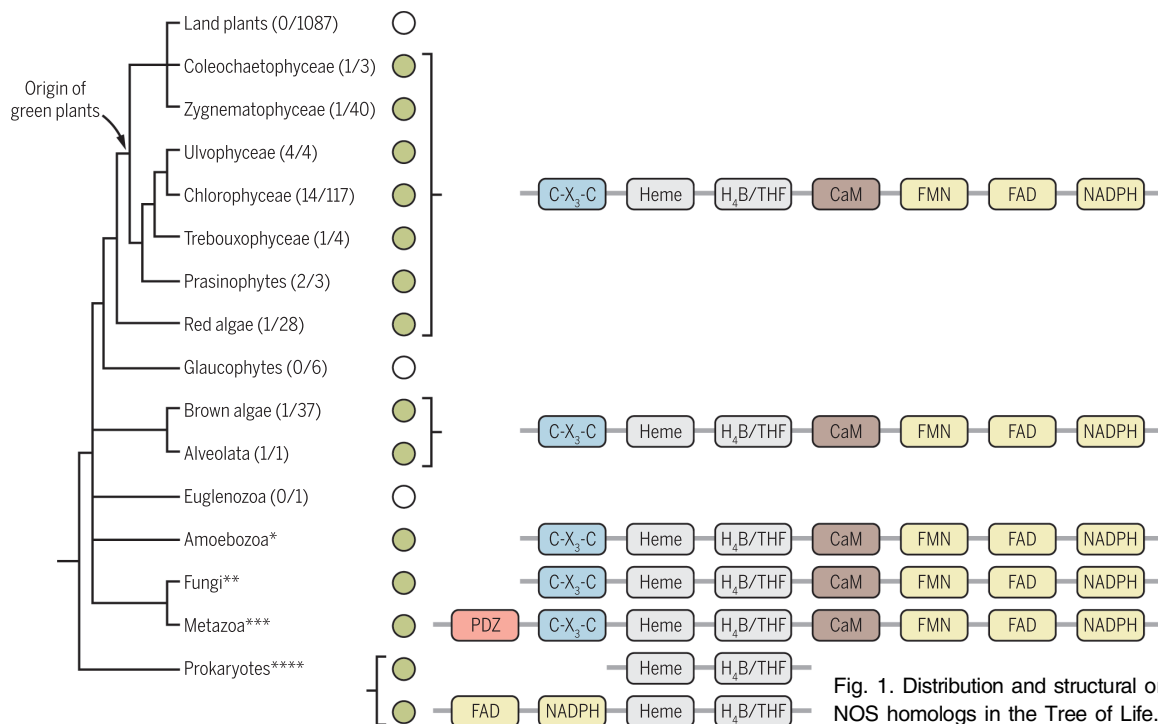 Land plants (0/1087)
Coleochaetophyceae (1/3)
Origin of
green plants
Zygnematophyceae (1/40)
Ulvophyceae (4/4)
Chlorophyceae (14/117) C-X₃-C Heme H₄B/THF CaM FMN FAD NADPH
Trebouxophyceae (1/4)
Prasinophytes (2/3)
Red algae (1/28)
Glaucophytes (0/6)
Brown algae (1/37)
C-X₃-C Heme H₄B/THF CaM FMN FAD NADPH
Alveolata (1/1)
Euglenozoa (0/1)
Amoebozoa* C-X₃-C Heme H₄B/THF CaM FMN FAD NADPH
Fungi** C-X₃-C Heme H₄B/THF CaM FMN FAD NADPH
Metazoa*** PDZ C-X₃-C Heme H₄B/THF CaM FMN FAD NADPH
Prokaryotes**** Heme H₄B/THF
FAD NADPH Heme H₄B/THF
Fig. 1. Distribution and structural
NOS homologs in the Tree of Life.